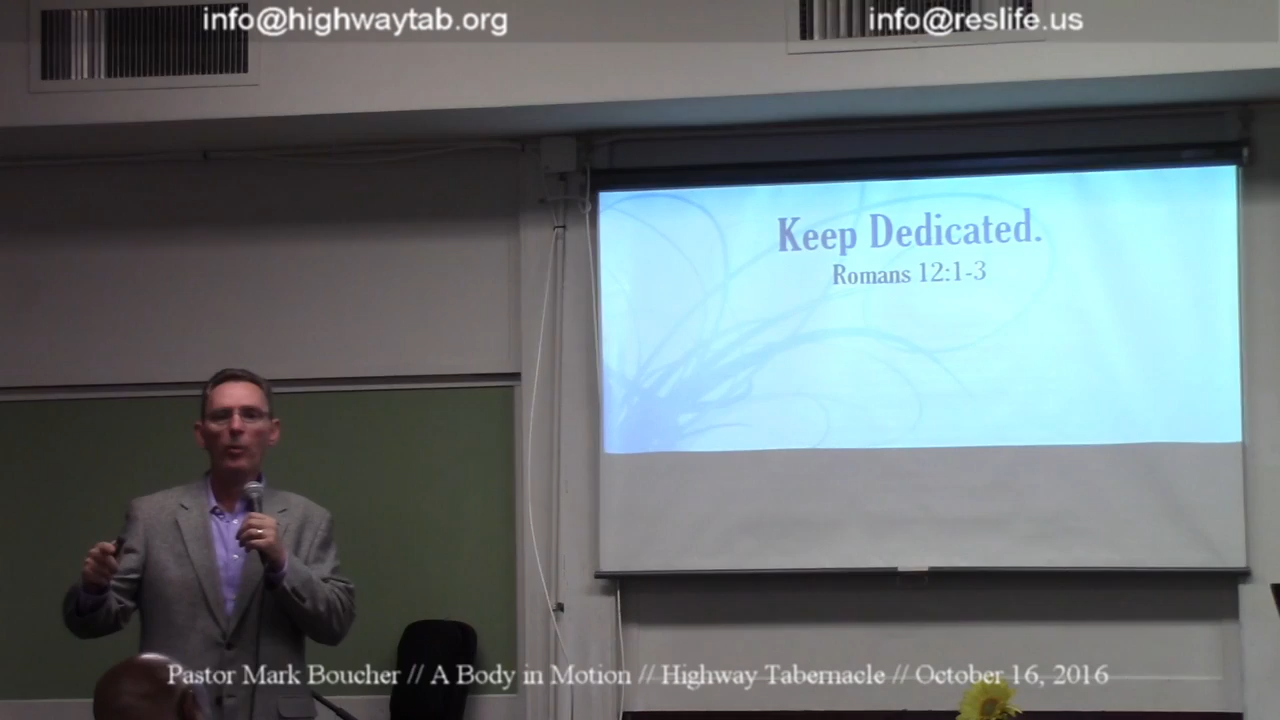 info@highwaytab.org
info@reslife.us
Keep Dedicated.
Romans 12:1-3
Pastor Mark Boucher // A Body in Motion // Highway Tabernacle // October 16, 2016